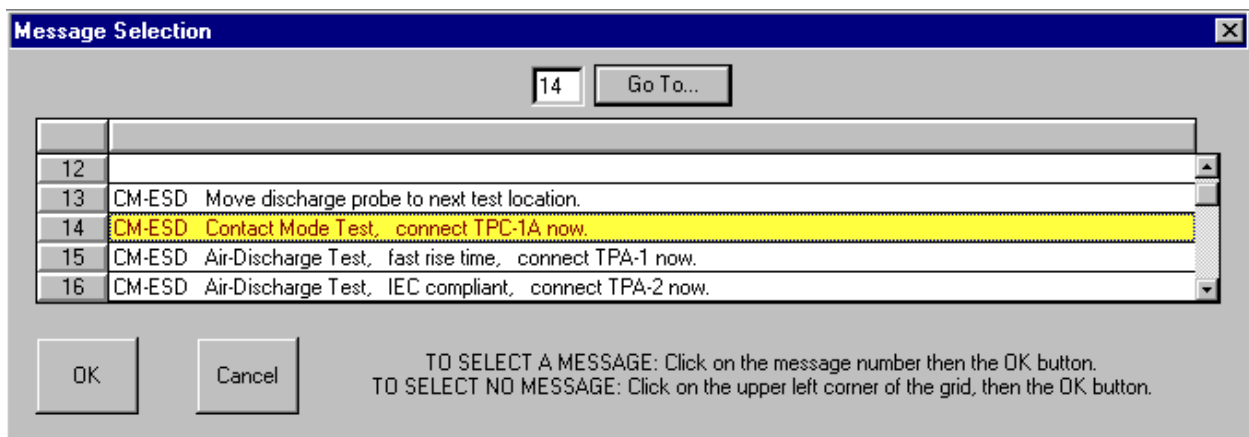 Message Selection
14 Go To...
12
13 CM-ESD Move discharge probe to next test location.
14 CM-ESD Contact Mode Test, connect TPC-1A now.
15 CM-ESD Air-Discharge Test, fast rise time, connect TPA-1 now.
16 CM-ESD Air-Discharge Test, IEC compliant, connect TPA-2 now.
OK Cancel
TO SELECT A MESSAGE: Click on the message number then the OK button.
TO SELECT NO MESSAGE: Click on the upper left corner of the grid, then the OK button.